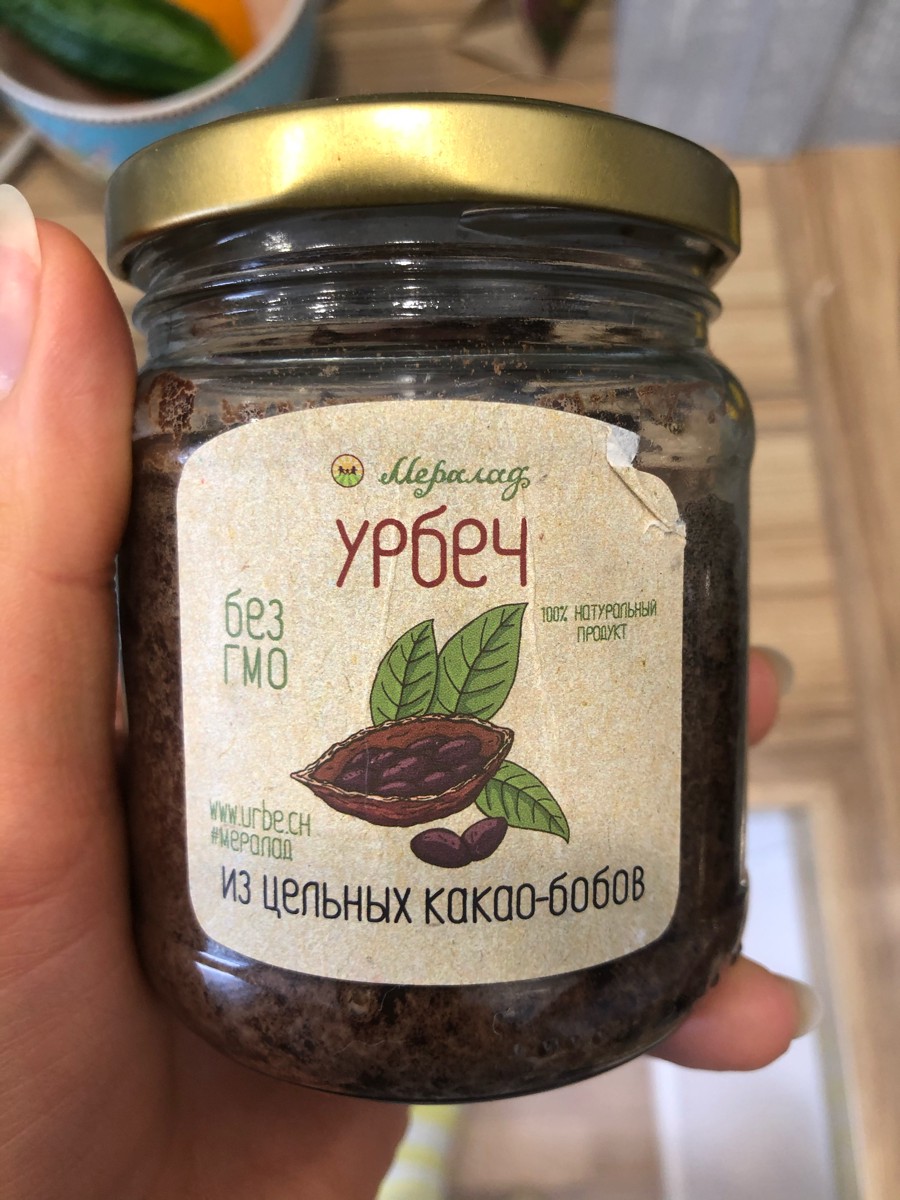 Мералад
урбеч
без
ГМО
100% натуральный
продукт
www.urbe.ch
#мералад
из цельных какао-бобов